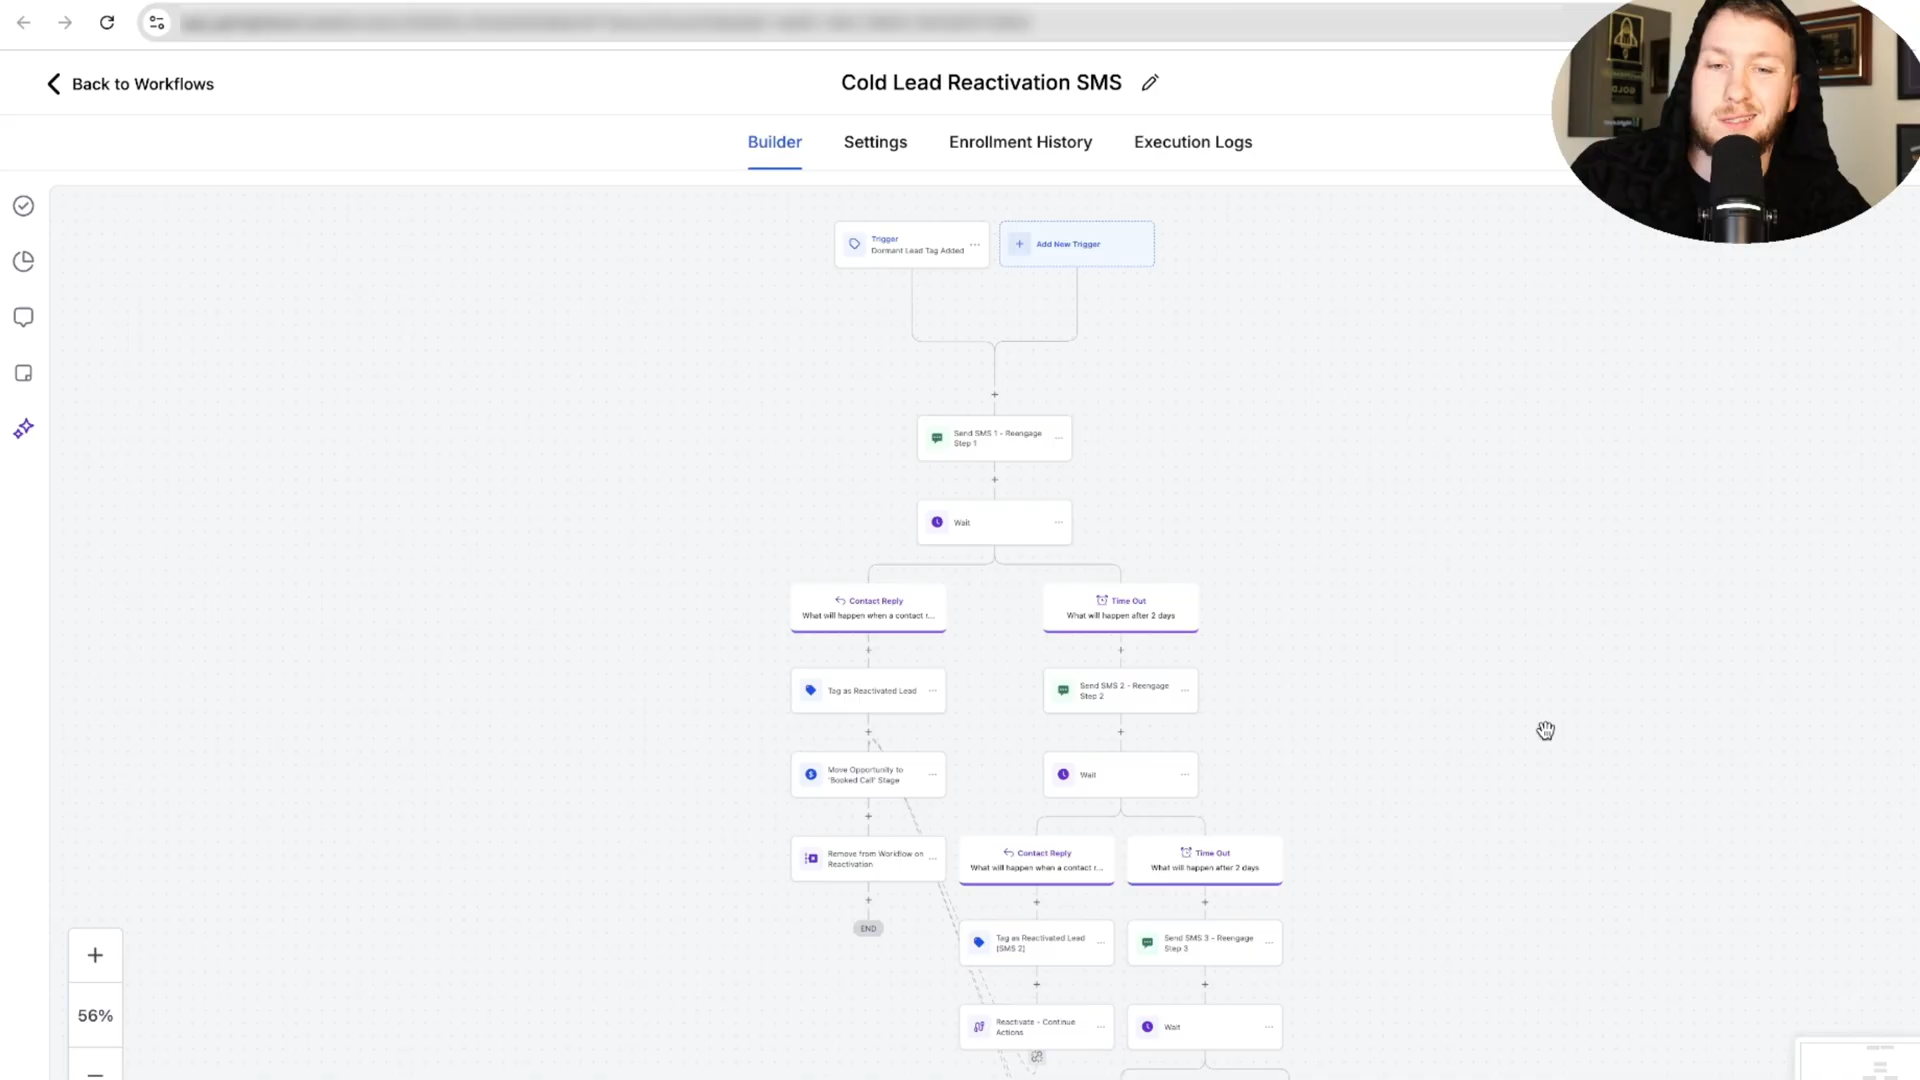 Back to Workflows
Cold Lead Reactivation SMS
Builder
Settings
Enrollment History
Execution Logs
Trigger
Dormant Lead Tag Added
Add New Trigger
Send SMS 1 - Reengage
Step 1
Wait
Contact Reply
What will happen when a contact r...
Time Out
What will happen after 2 days
Tag as Reactivated Lead
Send SMS 2 - Reengage
Step 2
Move Opportunity to
'Booked Call' Stage
Wait
Remove from Workflow on
Reactivation
END
Contact Reply
What will happen when a contact r...
Time Out
What will happen after 2 days
Tag as Reactivated Lead
[SMS 2]
Send SMS 3 - Reengage
Step 3
Reactivate - Continue
Actions
Wait
56%